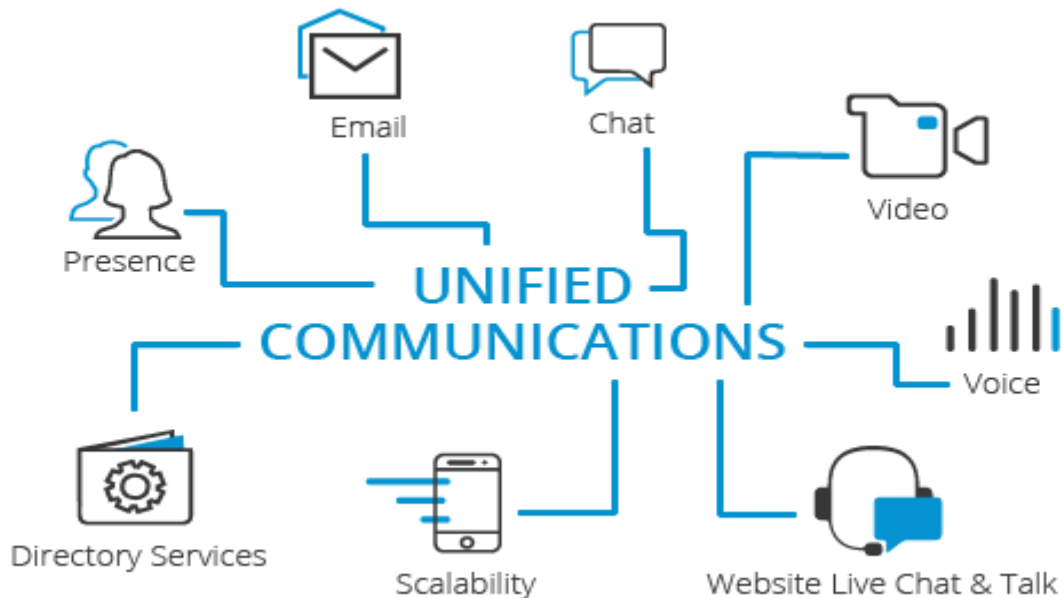 Email
Chat
Video
Presence
UNIFIED
COMMUNICATIONS
Voice
Directory Services
Scalability
Website Live Chat & Talk